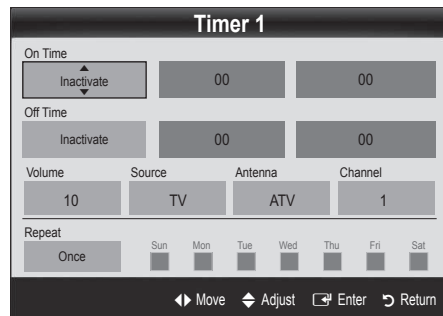 Timer 1
On Time
Inactivate 00 00
Off Time
Inactivate 00 00
Volume Source Antenna Channel
10 TV ATV 1
Repeat
Once Sun Mon Tue Wed Thu Fri Sat
Move Adjust Enter Return